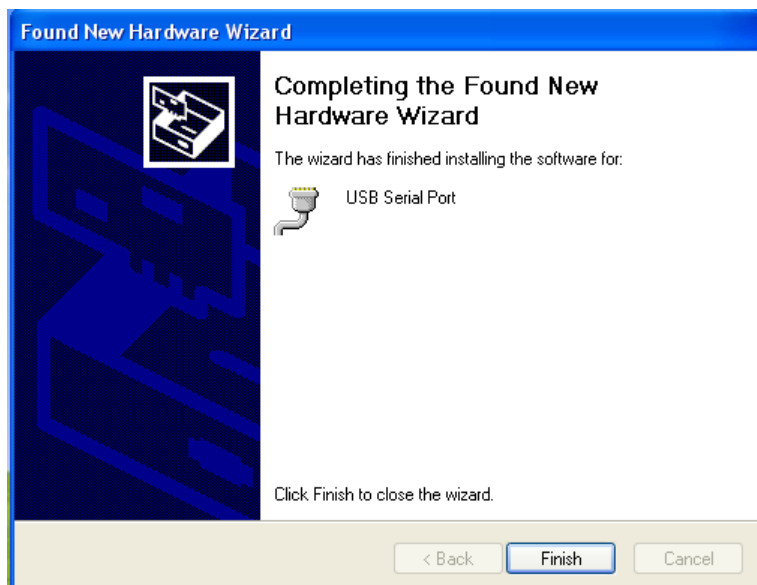 Found New Hardware Wizard
Completing the Found New
Hardware Wizard
The wizard has finished installing the software for:
USB Serial Port
Click Finish to close the wizard.
< Back
Finish
Cancel